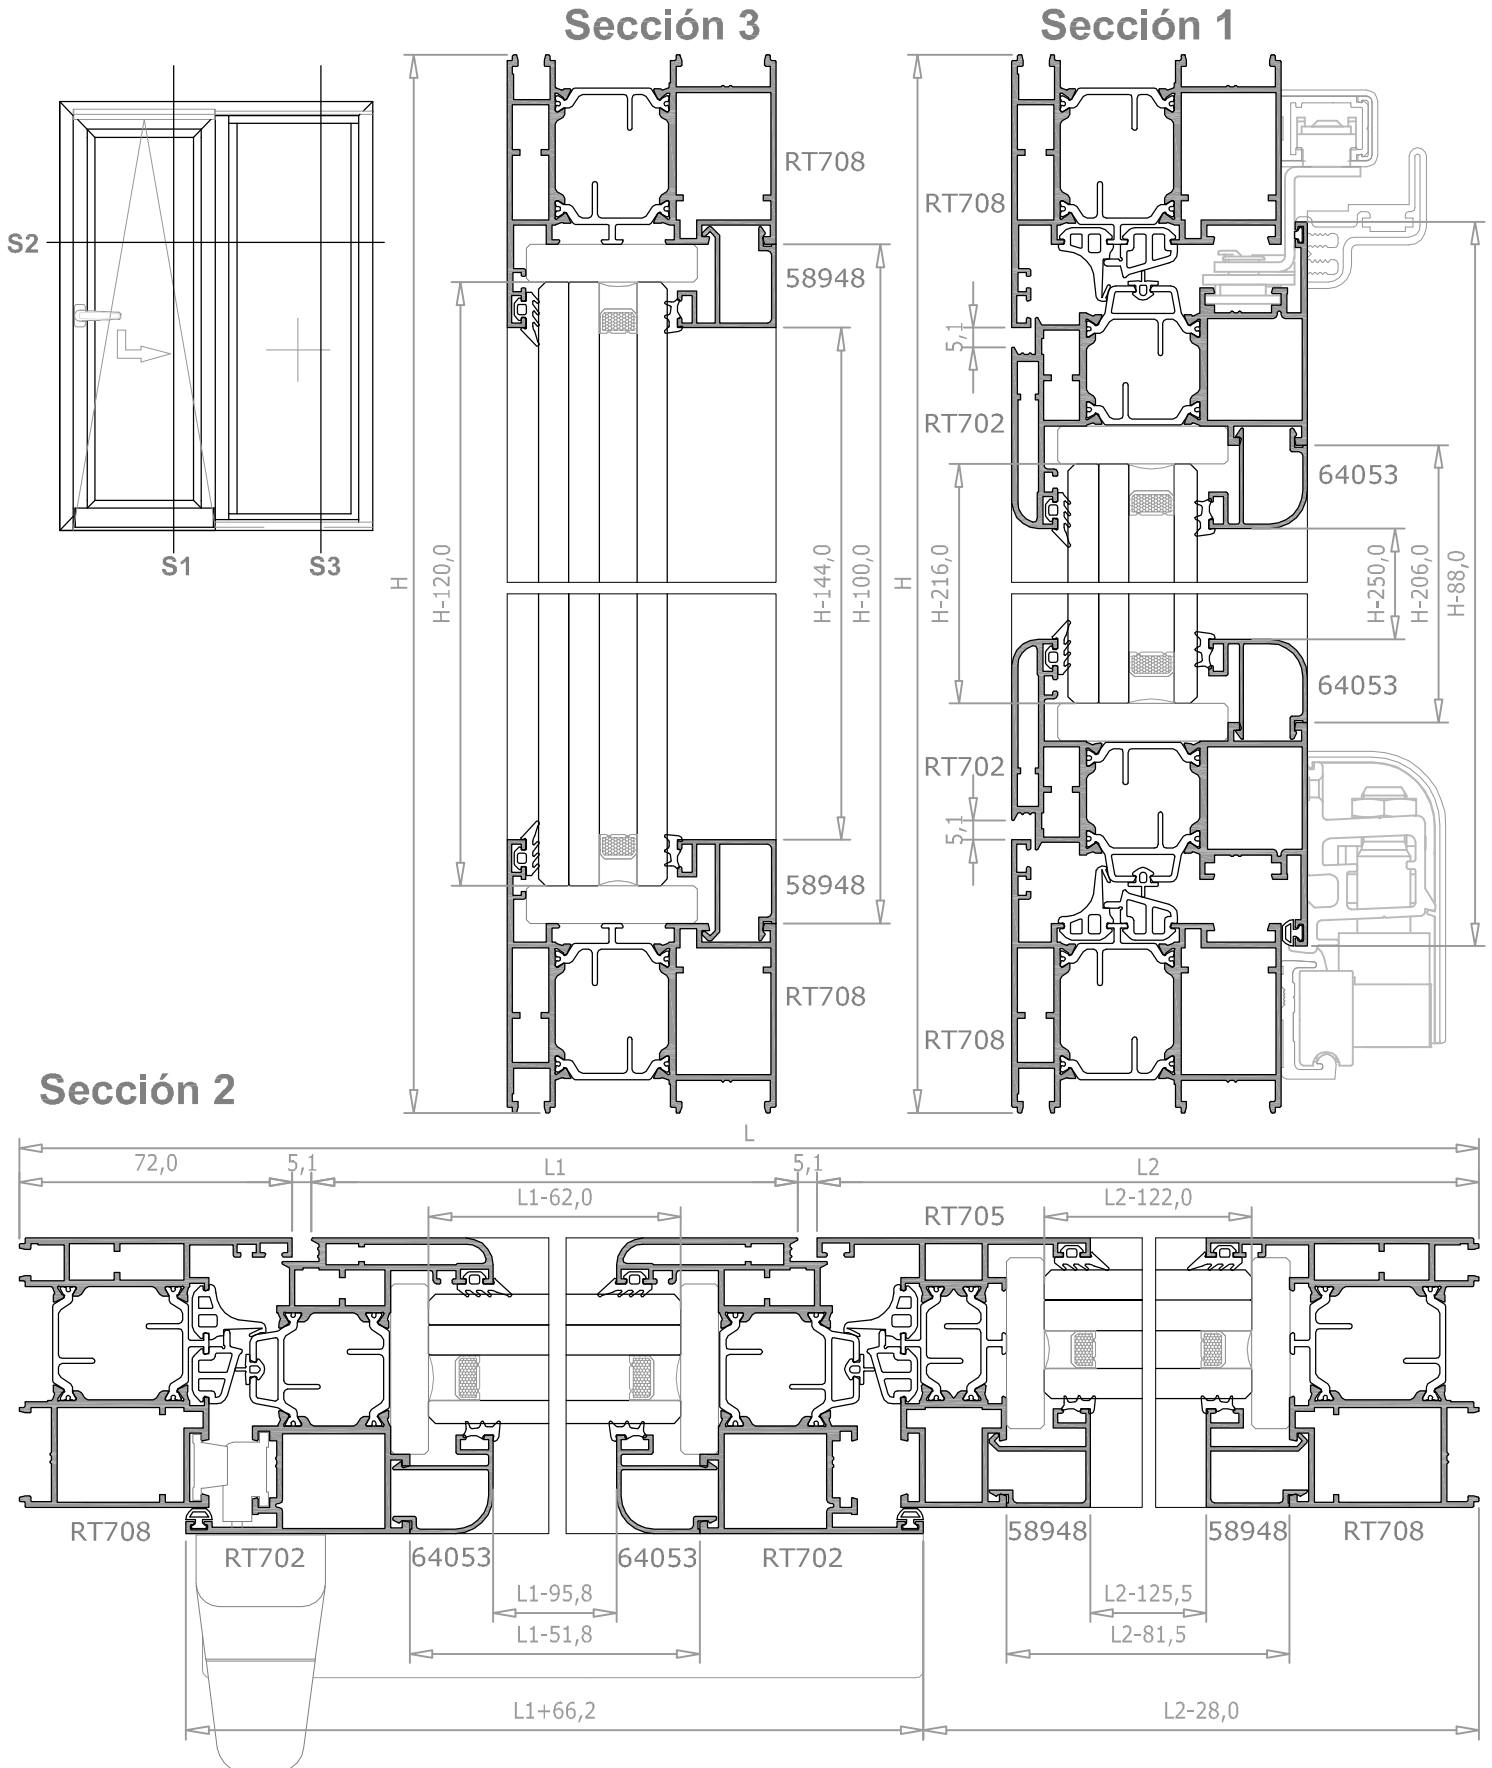 Sección 3
Sección 1
S2
S1
S3
RT708
58948
H
H-120,0
H-144,0
H-100,0
58948
RT708
RT708
5,1
RT702
64053
H
H-216,0
H-250,0
H-206,0
H-88,0
64053
RT702
5,1
RT708
Sección 2
L
72,0
5,1
L1
5,1
L2
L1-62,0
L2-122,0
RT705
RT708
RT702
64053
64053
RT702
58948
58948
RT708
L1-95,8
L2-125,5
L1-51,8
L2-81,5
L1+66,2
L2-28,0